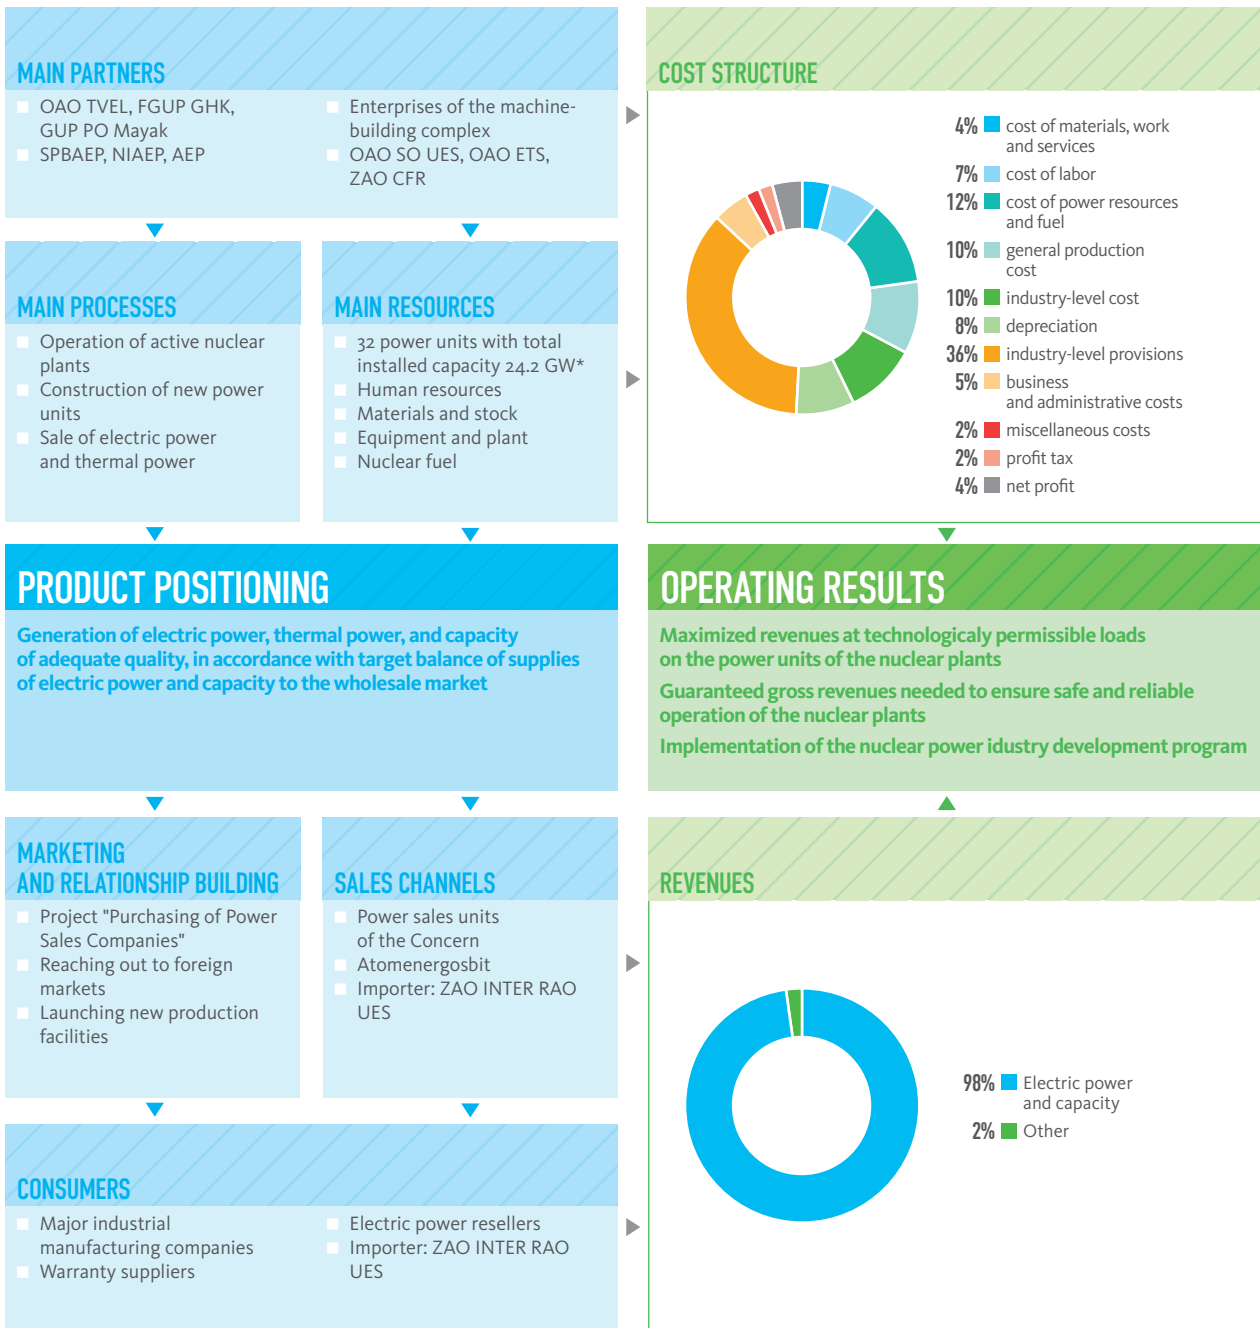 MAIN PARTNERS
OAO TVEL, FGUP GHK,
GUP PO Mayak
SPBAEP, NIAEP, AEP
Enterprises of the machine-
building complex
OAO SO UES, OAO ETS,
ZAO CFR
MAIN PROCESSES
Operation of active nuclear
plants
Construction of new power
units
Sale of electric power
and thermal power
MAIN RESOURCES
32 power units with total
installed capacity 24.2 GW*
Human resources
Materials and stock
Equipment and plant
Nuclear fuel
COST STRUCTURE
4% cost of materials, work
and services
7% cost of labor
12% cost of power resources
and fuel
10% general production
cost
10% industry-level cost
8% depreciation
36% industry-level provisions
5% business
and administrative costs
2% miscellaneous costs
2% profit tax
4% net profit
PRODUCT POSITIONING
Generation of electric power, thermal power, and capacity
of adequate quality, in accordance with target balance of supplies
of electric power and capacity to the wholesale market
OPERATING RESULTS
Maximized revenues at technologicaly permissible loads
on the power units of the nuclear plants
Guaranteed gross revenues needed to ensure safe and reliable
operation of the nuclear plants
Implementation of the nuclear power idustry development program
MARKETING
AND RELATIONSHIP BUILDING
Project "Purchasing of Power
Sales Companies"
Reaching out to foreign
markets
Launching new production
facilities
SALES CHANNELS
Power sales units
of the Concern
Atomenergosbit
Importer: ZAO INTER RAO
UES
REVENUES
98% Electric power
and capacity
2% Other
CONSUMERS
Major industrial
manufacturing companies
Warranty suppliers
Electric power resellers
Importer: ZAO INTER RAO
UES